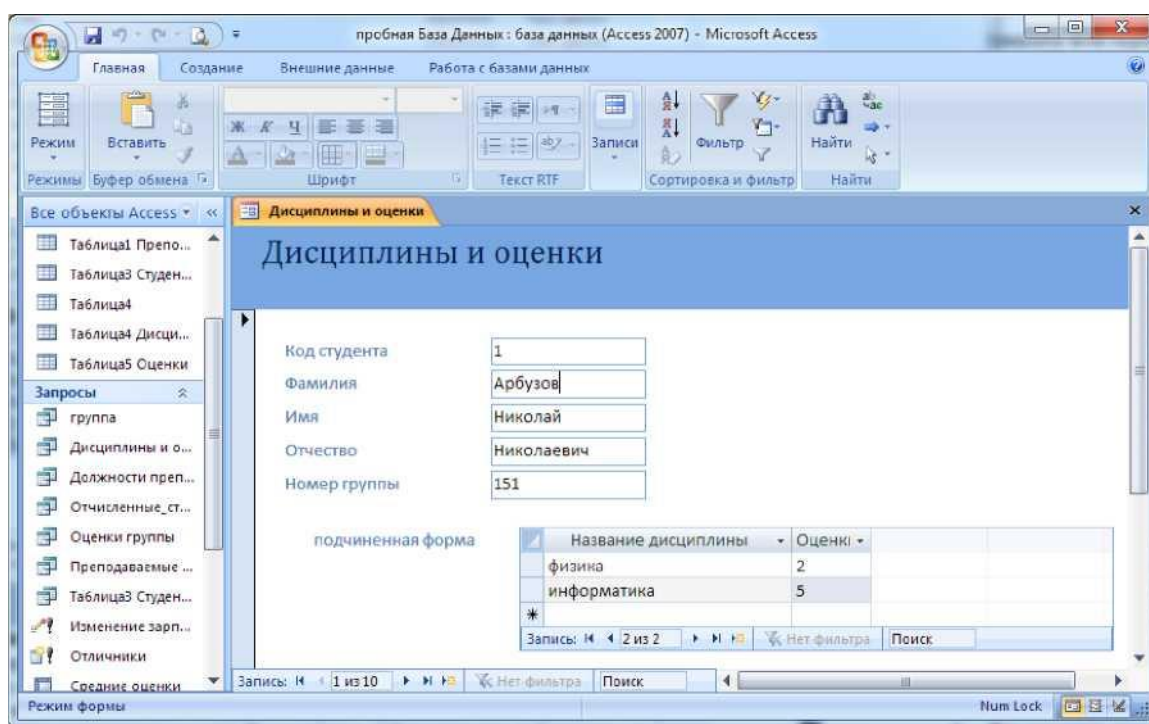 пробная База Данных : база данных (Access 2007) - Microsoft Access
Главная Создание Внешние данные Работа с базами данных
Режим
Вставить
Ж К Ч
Записи
Фильтр
Найти
Режимы Буфер обмена Шрифт Текст RTF Сортировка и фильтр Найти
Все объекты Access
Таблица1 Препо...
Таблица3 Студен...
Таблица4
Таблица4 Дисци...
Таблица5 Оценки
Запросы
группа
Дисциплины и о...
Должности преп...
Отчисленные_ст...
Оценки группы
Преподаваемые ...
Таблица3 Студен...
Изменение зарп...
Отличники
Средние оценки
Дисциплины и оценки
Дисциплины и оценки
Код студента 1
Фамилия Арбузов
Имя Николай
Отчество Николаевич
Номер группы 151
подчиненная форма
Название дисциплины Оценкı
физика 2
информатика 5
Запись: 2 из 2 Нет фильтра Поиск
Запись: 1 из 10 Нет фильтра Поиск
Режим формы Num Lock